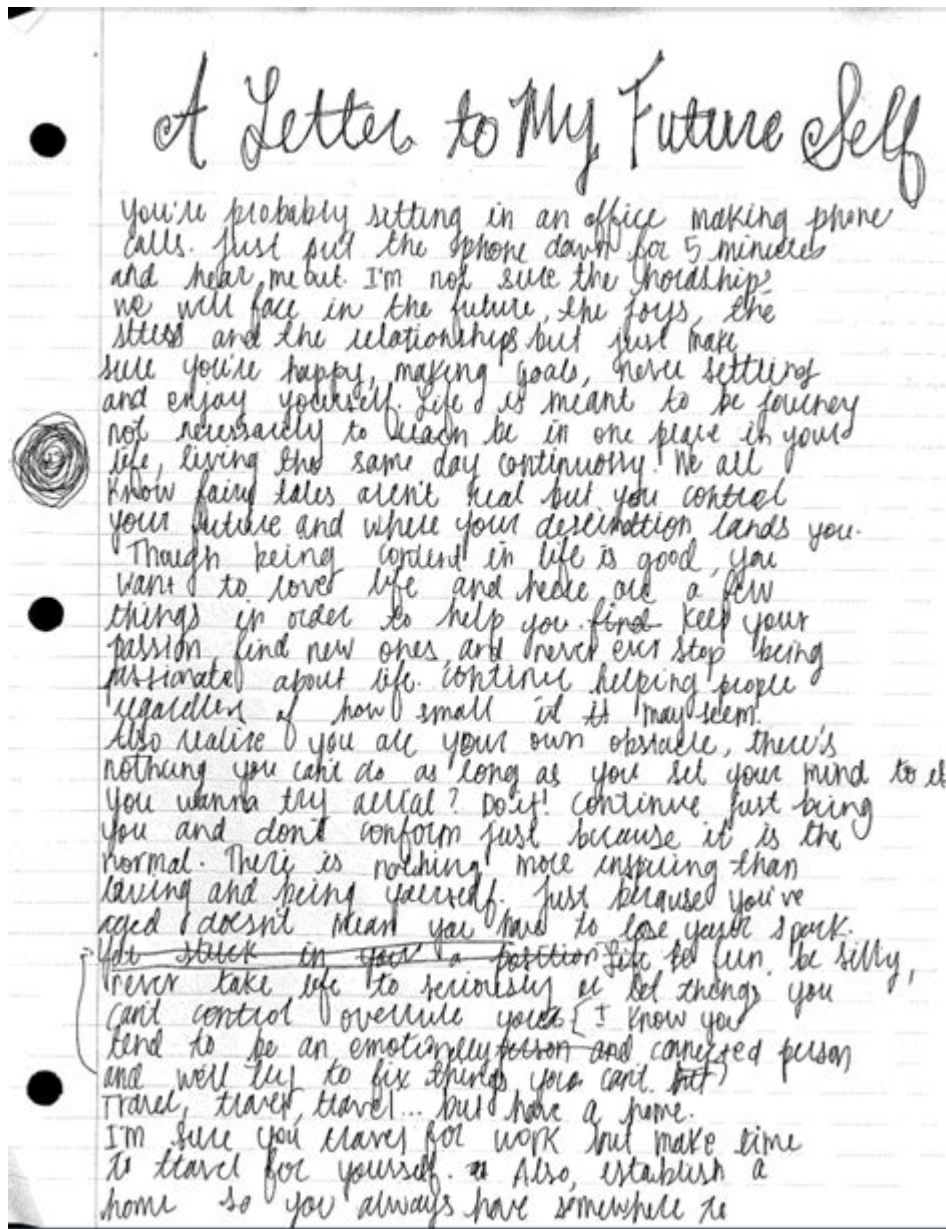 A Letter to My Future Self
You're probably setting in an office making phone
calls. Just put the phone down for 5 minutes
and hear me out. I'm not sure the hardships
we will face in the future, the joys, the
stress and the relationships but just make
sure you're happy, making goals, never settling
and enjoy yourself. Life is meant to be journey
not necessarily to be in one place in your
life, living the same day continuosly. We all
know fairy tales aren't real but you control
your future and where your destination lands you.
Though being content in life is good, you
want to love life and here are a few
things in order to help you find keep your
passion find new ones and never ever stop being
passionate about life. continue helping people
regardless of how small it may seem.
Also realize you are your own obstacle, there's
nothing you can't do as long as you set your mind to it
you wanna try aerial? Do it! continue just being
you and don't conform just because it is the
normal. There is nothing more inspiring than
loving and being yourself. Just because you've
aged doesn't mean you have to lose your spark.
stuck in your a position be fun, be silly,
never take life to seriously or let things you
can't control overrule you [I know you
tend to be an emotionally person and connected person
and we'll try to fix things you can't but
Travel, travel, travel... but have a home.
I'm sure you travel for work but make time
to travel for yourself. Also, establish a
home so you always have somewhere to